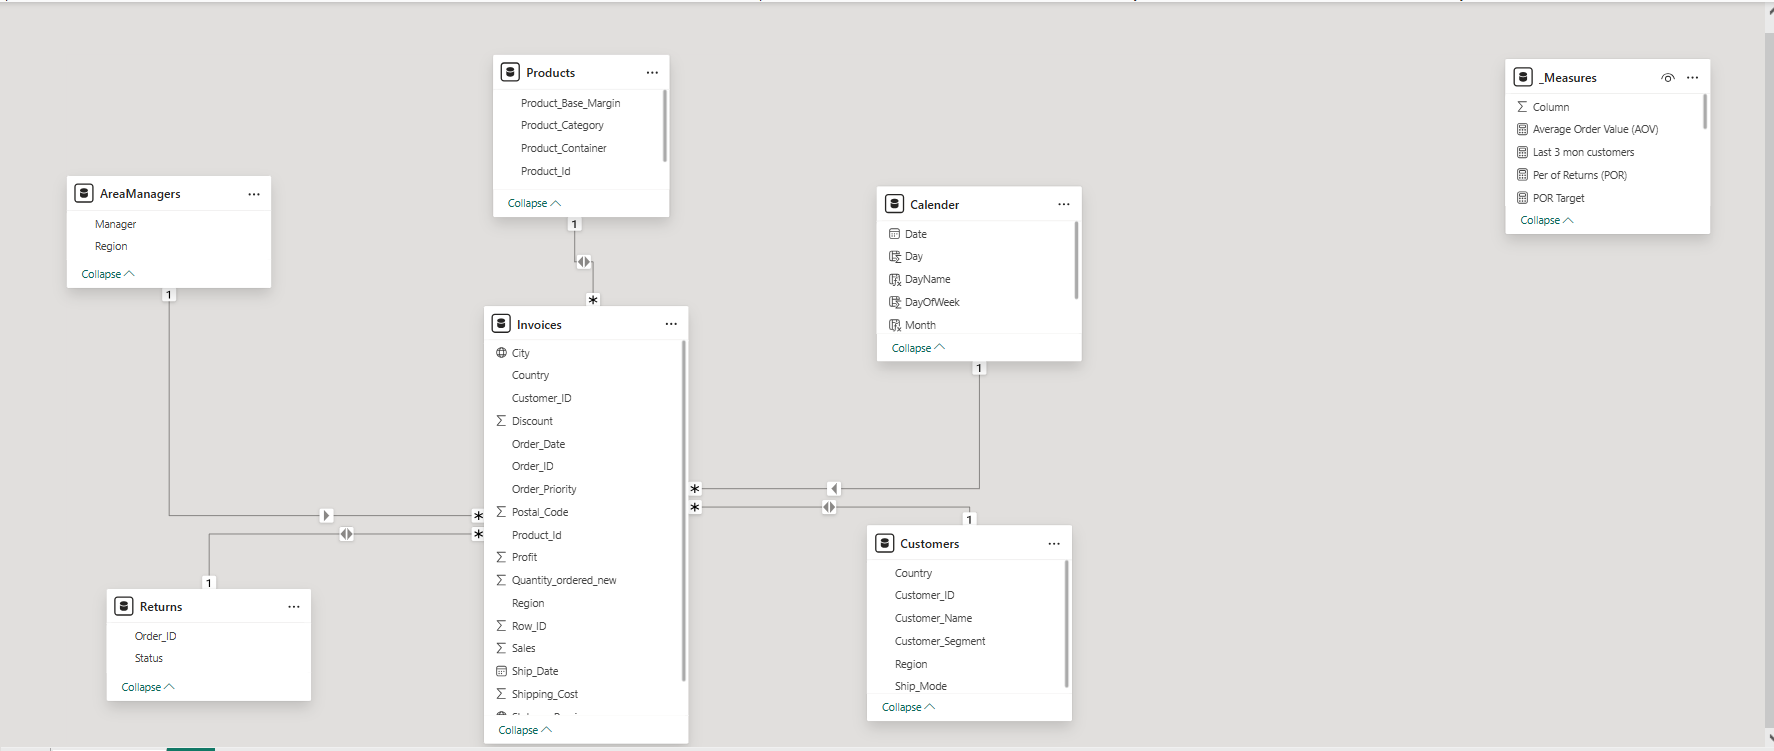 Products
Product_Base_Margin
Product_Category
Product_Container
Product_Id
Collapse
1
*
_Measures
Column
Average Order Value (AOV)
Last 3 mon customers
Per of Returns (POR)
POR Target
Collapse
AreaManagers
Manager
Region
Collapse
1
*
Calender
Date
Day
DayName
DayOfWeek
Month
Collapse
1
*
Invoices
City
Country
Customer_ID
Discount
Order_Date
Order_ID
Order_Priority
Postal_Code
Product_Id
Profit
Quantity_ordered_new
Region
Row_ID
Sales
Ship_Date
Shipping_Cost
Collapse
Customers
Country
Customer_ID
Customer_Name
Customer_Segment
Region
Ship_Mode
Collapse
1
*
Returns
Order_ID
Status
Collapse
1
*